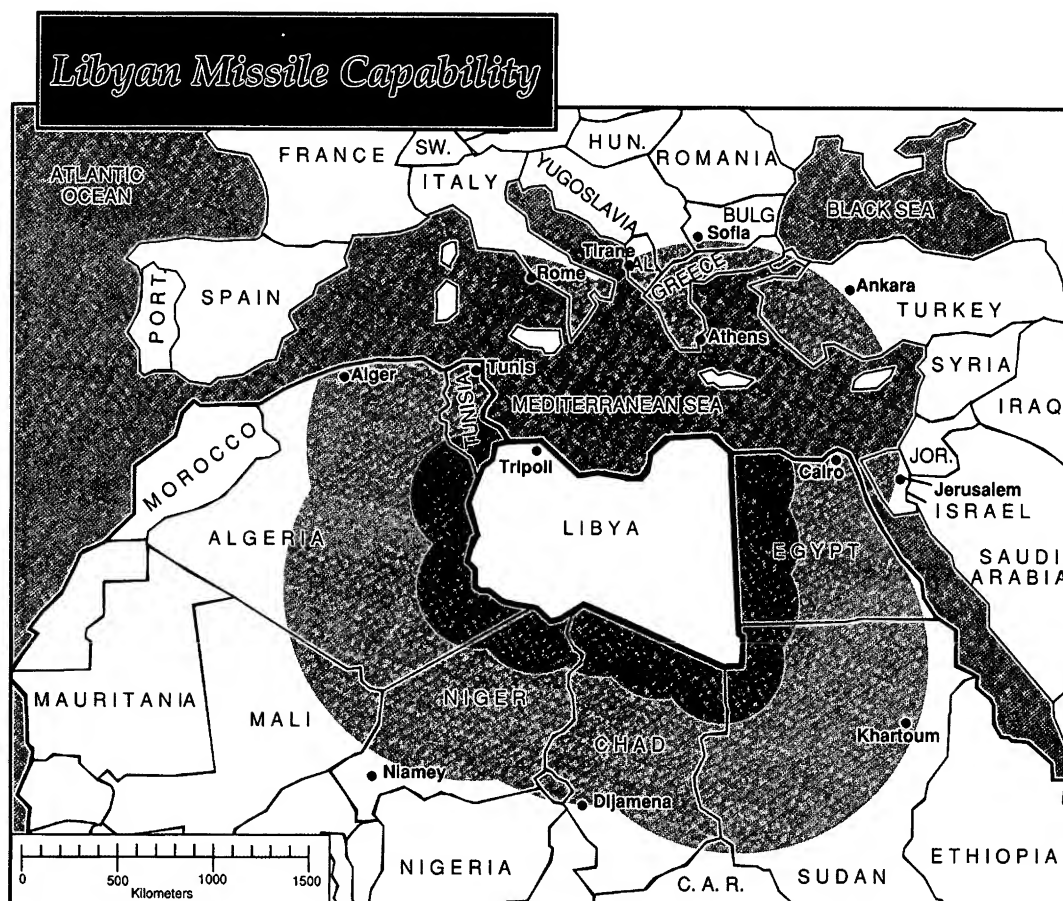 Libyan Missile Capability
FRANCE
SW.
HUN.
ROMANIA
ATLANTIC
OCEAN
ITALY
YUGOSLAVIA
BULG
Sofia
BLACK SEA
Tirane
AL
Rome
GREECE
Ankara
PORT
SPAIN
TURKEY
Athens
Alger
Tunis
TUNISIA
SYRIA
MEDITERRANEAN SEA
IRAQ
MOROCCO
Tripoli
Cairo
JOR.
Jerusalem
ISRAEL
ALGERIA
LIBYA
EGYPT
SAUDI
ARABIA
MAURITANIA
MALI
NIGER
CHAD
Khartoum
Niamey
Dijamena
NIGERIA
C.A.R.
SUDAN
ETHIOPIA
0 500 1000 1500
Kilometers